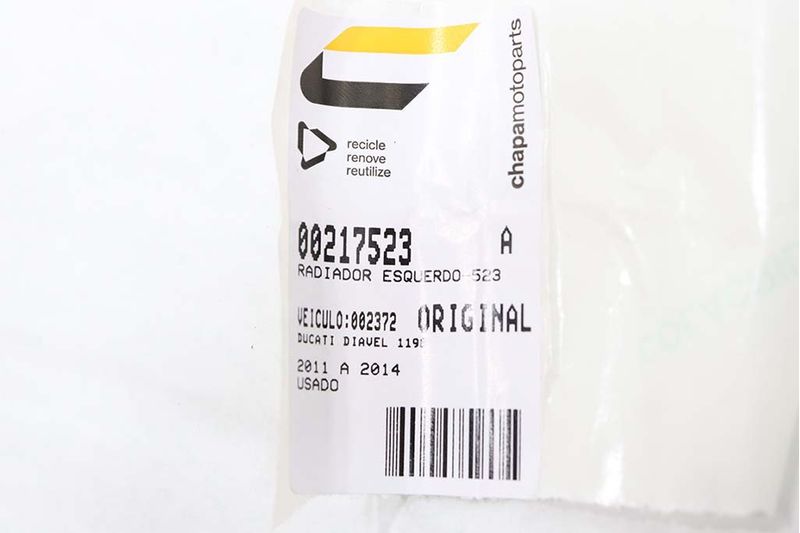 chapamotoparts
recicle
renove
reutilize
00217523 A
RADIADOR ESQUERDO-523
VEICULO:002372 ORIGINAL
DUCATI DIAVEL
2011 A 2014
USADO